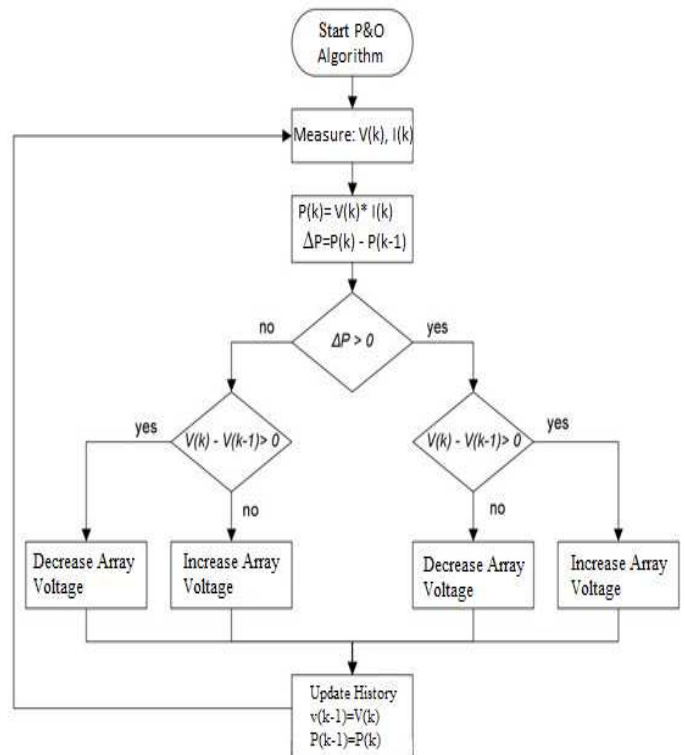 Start P&O
Algorithm
Measure: V(k), I(k)
P(k)= V(k)* I(k)
ΔP=P(k) - P(k-1)
no
ΔP > 0
yes
yes
V(k) - V(k-1)> 0
no
V(k) - V(k-1)> 0
yes
no
Decrease Array
Voltage
Increase Array
Voltage
Decrease Array
Voltage
Increase Array
Voltage
Update History
v(k-1)=V(k)
P(k-1)=P(k)